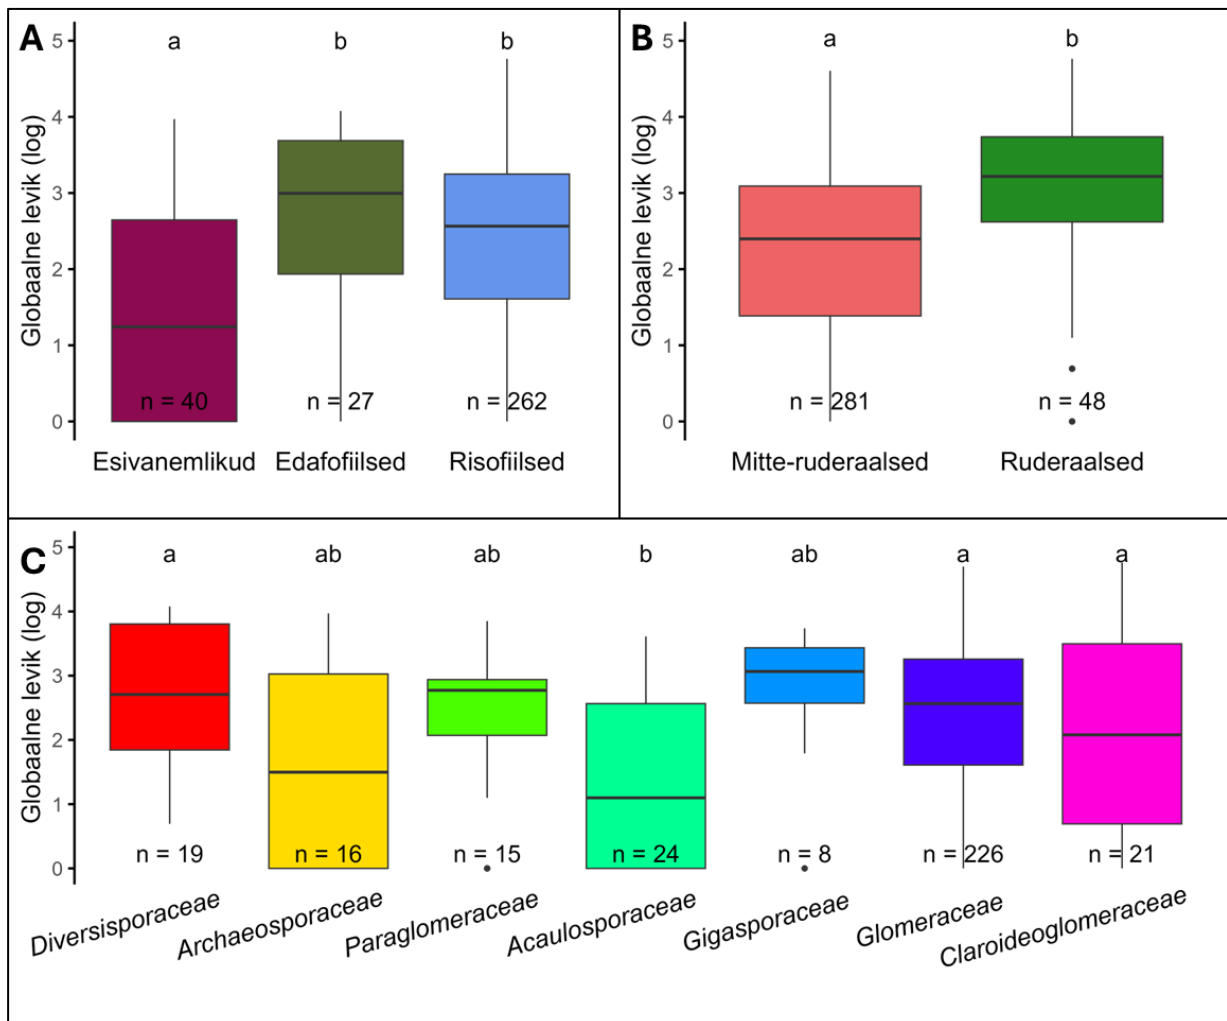 A
a b b
Globaalne levik (log)
5
4
3
2
1
0
n = 40 n = 27 n = 262
Esivanemlikud Edafofiilsed Risofiilsed
B
a b
Globaalne levik (log)
5
4
3
2
1
0
n = 281 n = 48
Mitte-ruderaalsed Ruderaalsed
C
a ab ab b ab a a
Globaalne levik (log)
5
4
3
2
1
0
n = 19 n = 16 n = 15 n = 24 n = 8 n = 226 n = 21
Diversisporaceae Archaeosporaceae Paraglomeraceae Acaulosporaceae Gigasporaceae Glomeraceae Claroideoglomeraceae